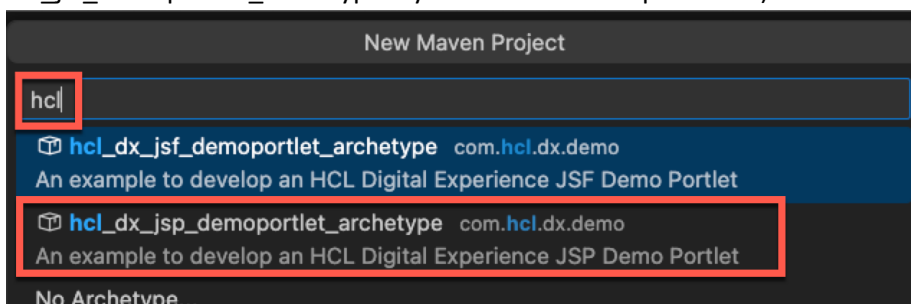 New Maven Project
hcl
hcl_dx_jsf_demoportlet_archetype com.hcl.dx.demo
An example to develop an HCL Digital Experience JSF Demo Portlet
hcl_dx_jsp_demoportlet_archetype com.hcl.dx.demo
An example to develop an HCL Digital Experience JSP Demo Portlet
No Archetype...